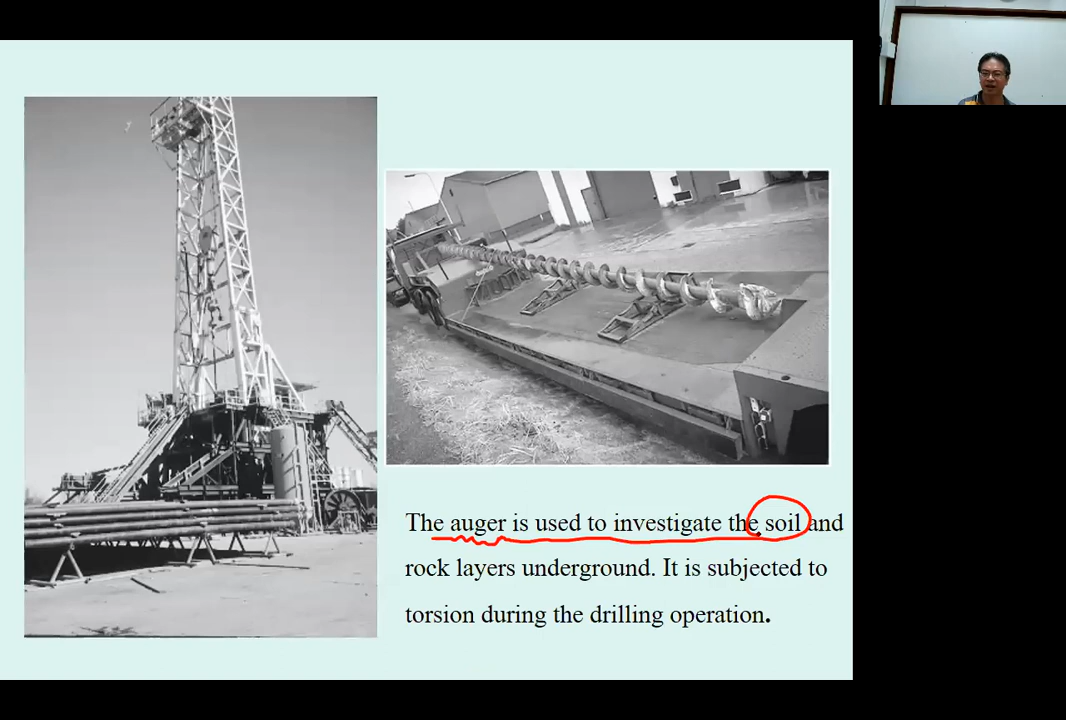 The auger is used to investigate the soil and
rock layers underground. It is subjected to
torsion during the drilling operation.